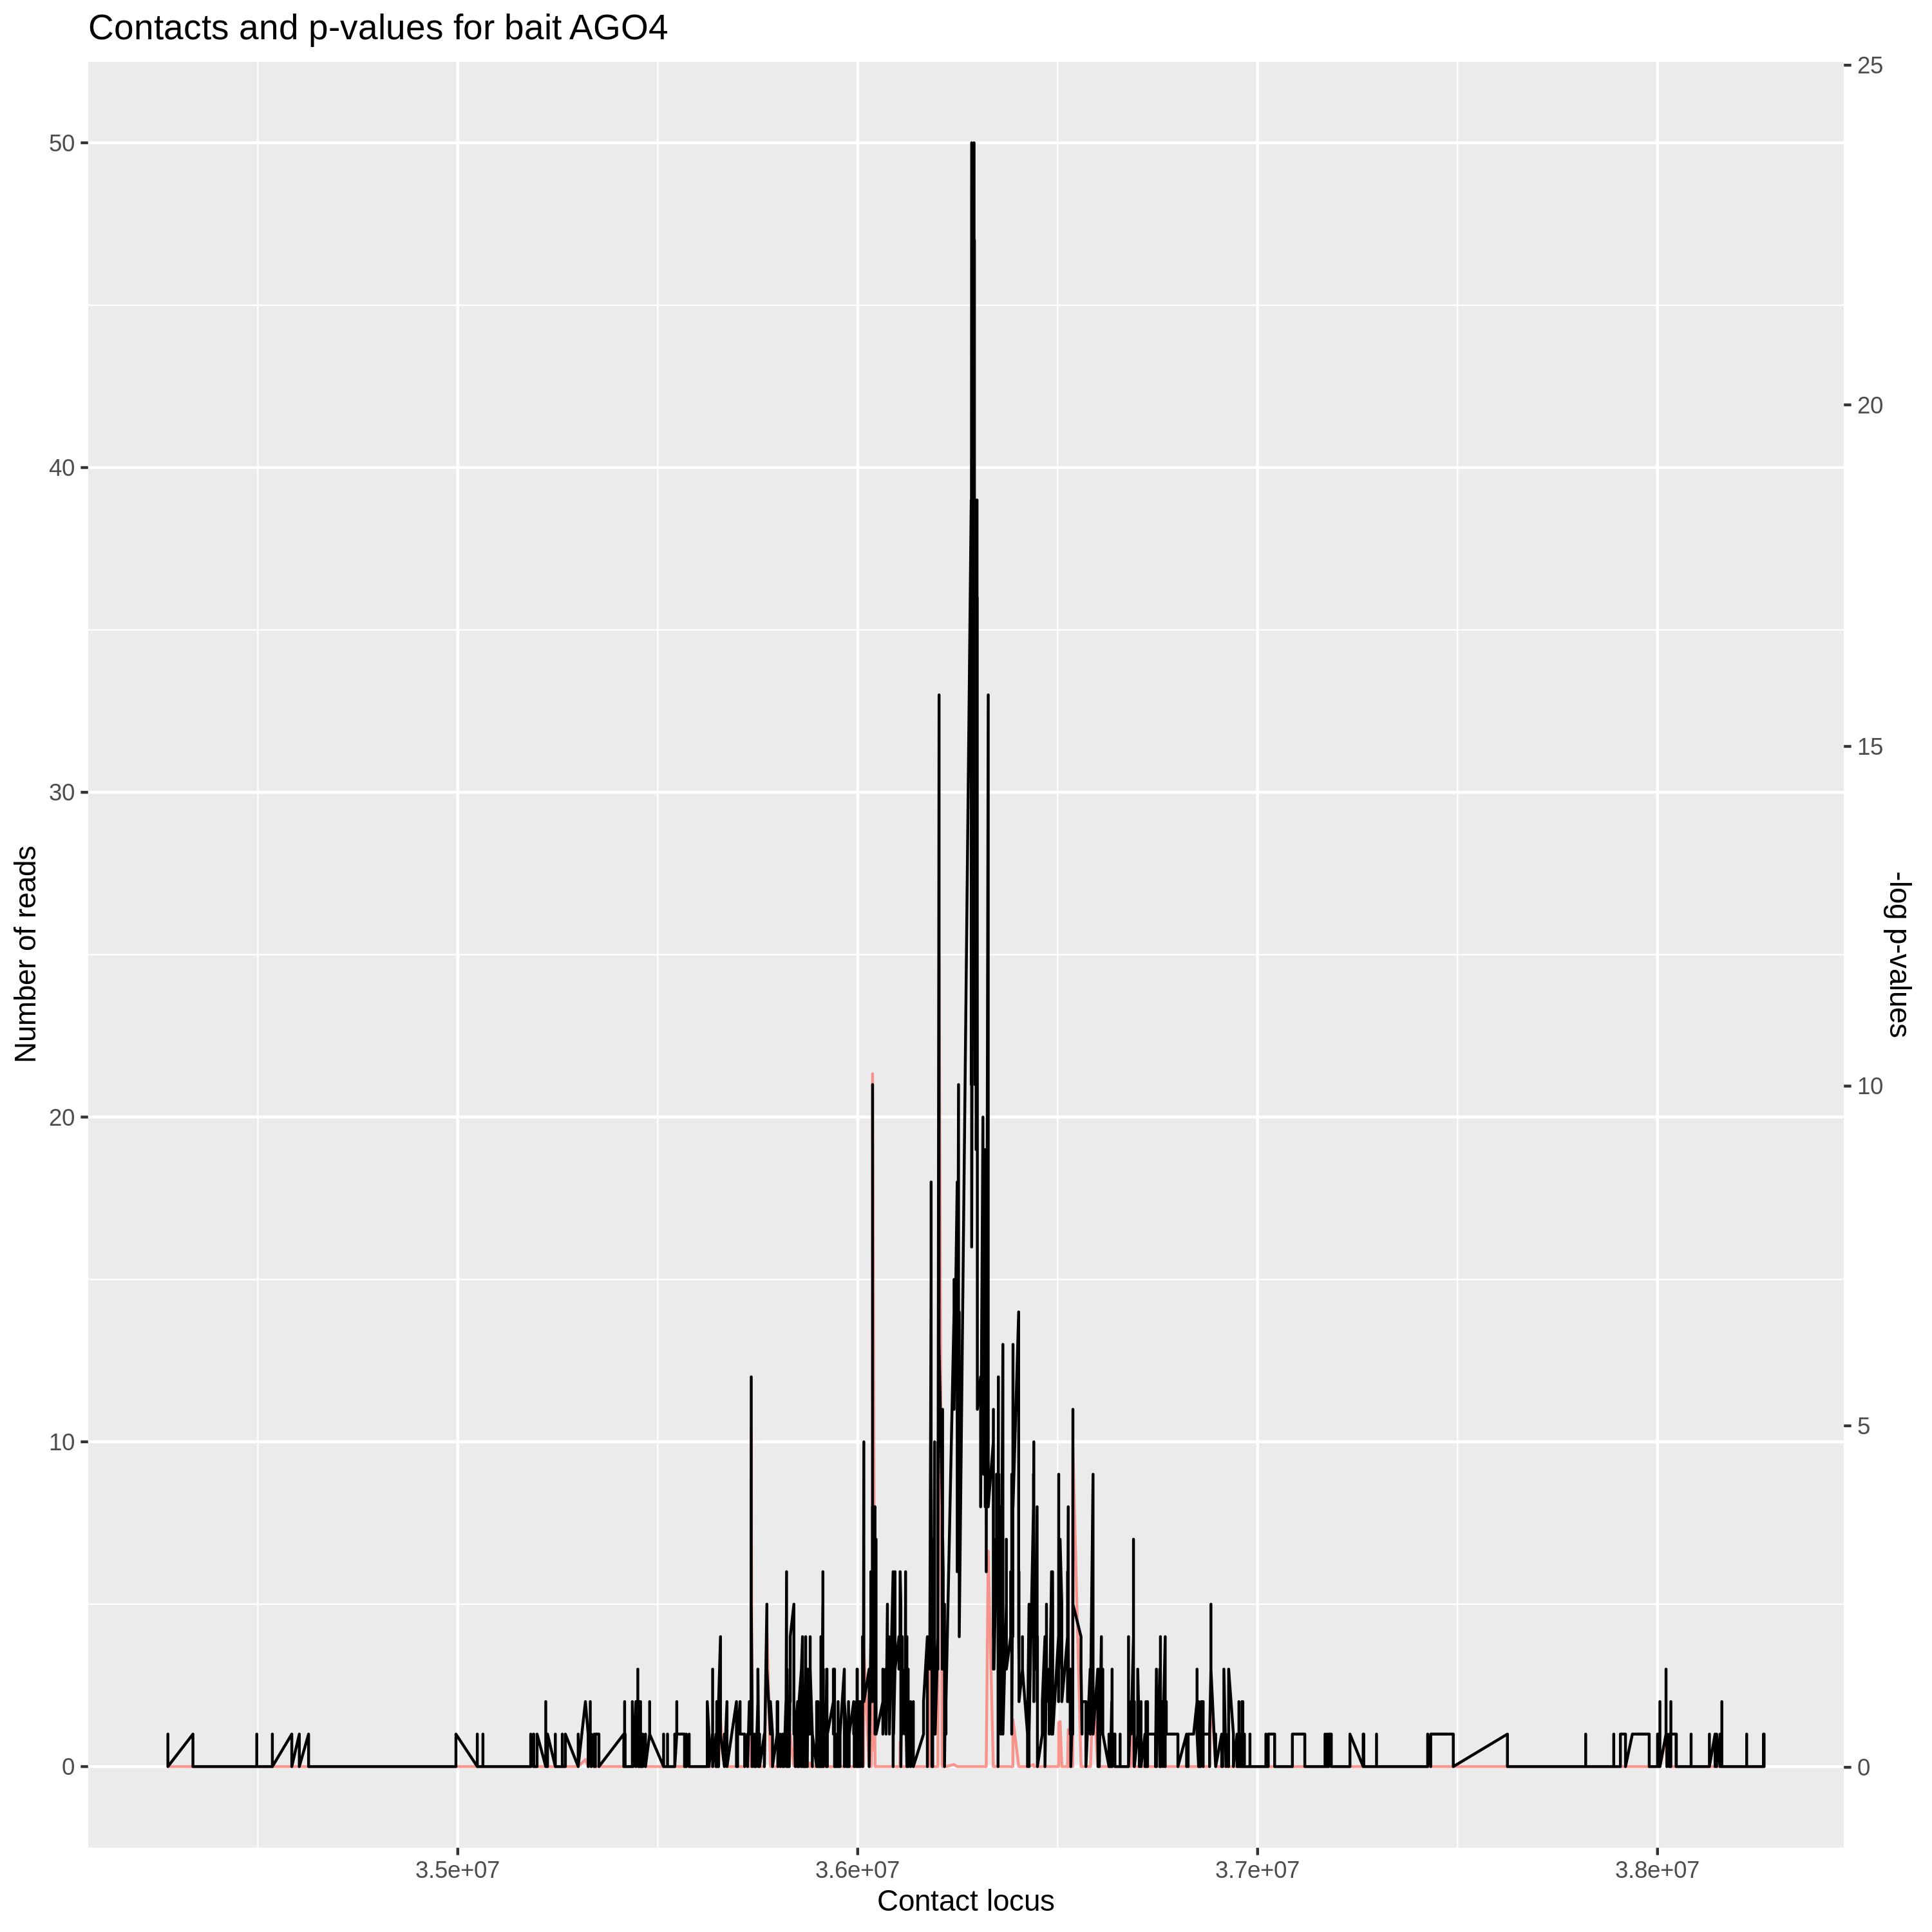 Contacts and p-values for bait AGO4
Number of reads
50
40
30
20
10
0
25
20
15
10
5
0
-log p-values
3.5e+07 3.6e+07 3.7e+07 3.8e+07
Contact locus